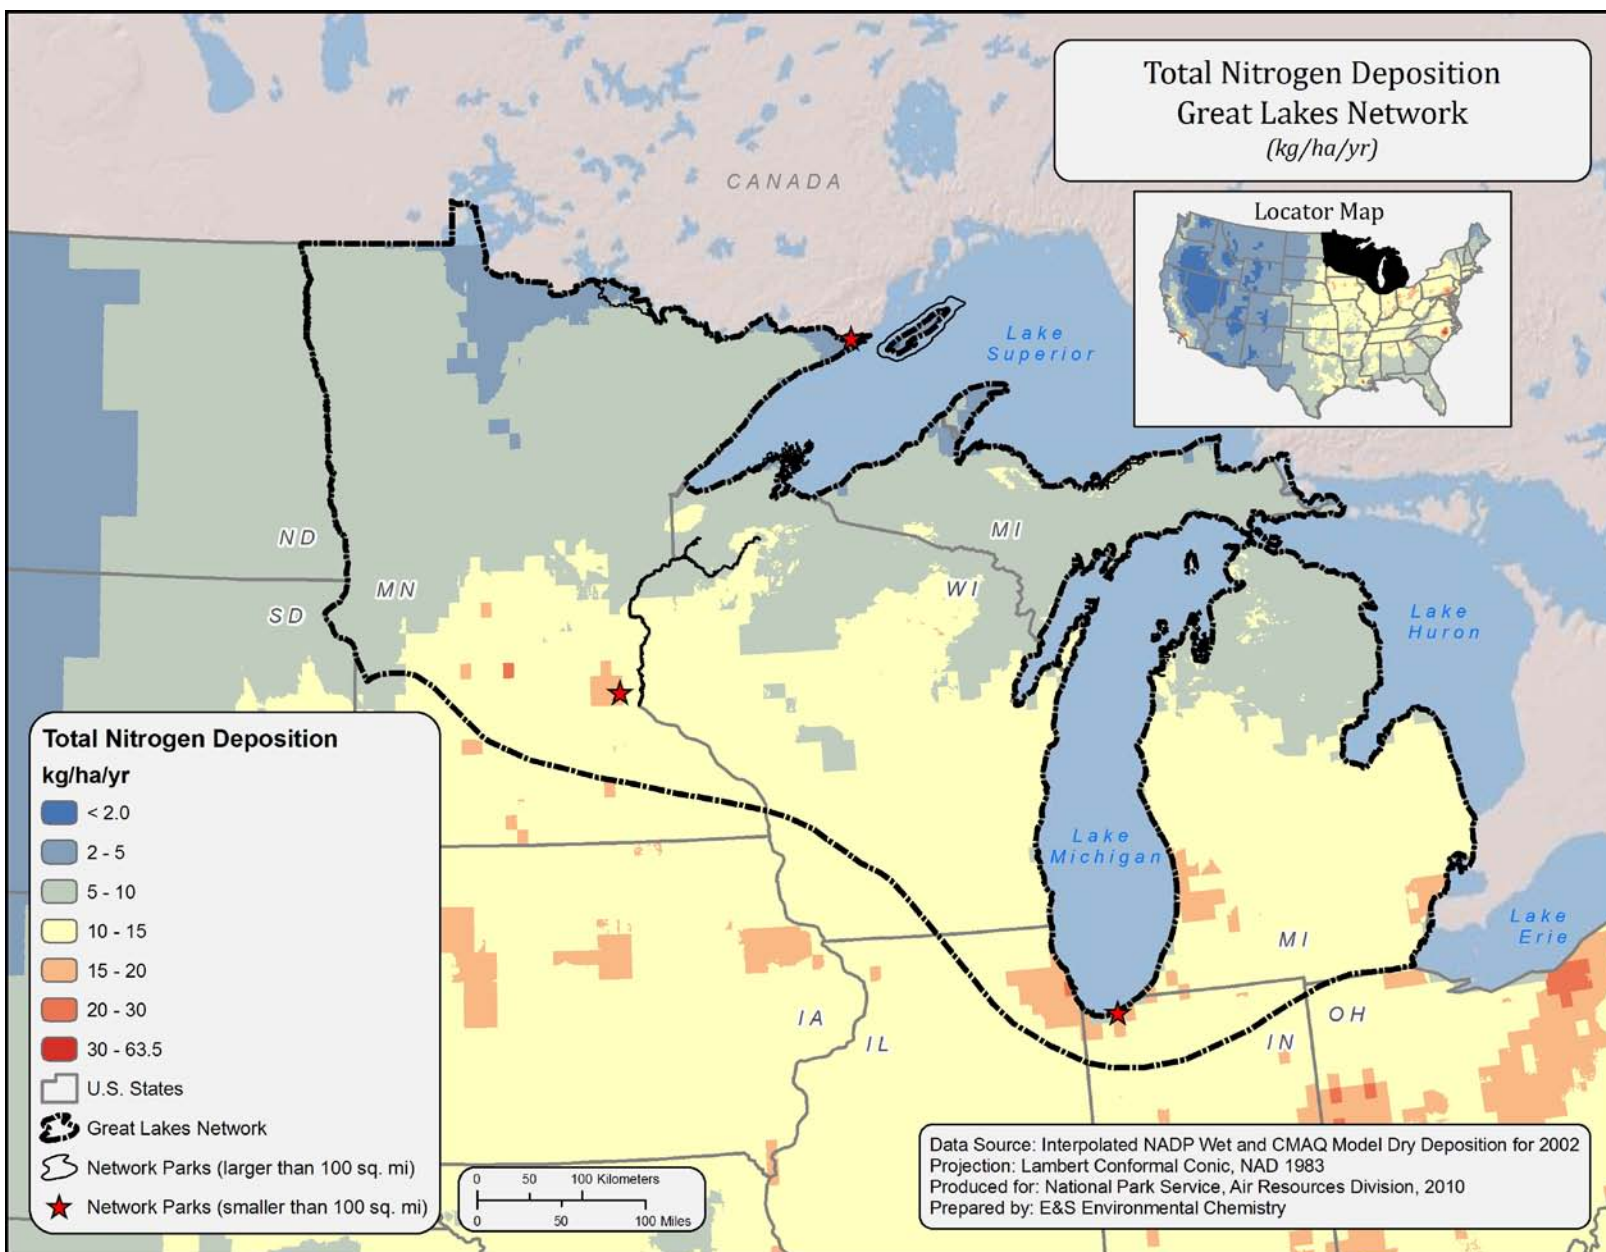 Total Nitrogen Deposition
Great Lakes Network
(kg/ha/yr)
CANADA
Locator Map
Lake
Superior
ND
MN
SD
MI
WI
Lake
Huron
Lake
Michigan
Lake
Erie
MI
IA
IL
IN
OH
Total Nitrogen Deposition
kg/ha/yr
< 2.0
2 - 5
5 - 10
10 - 15
15 - 20
20 - 30
30 - 63.5
U.S. States
Great Lakes Network
Network Parks (larger than 100 sq. mi)
Network Parks (smaller than 100 sq. mi)
0 50 100 Kilometers
0 50 100 Miles
Data Source: Interpolated NADP Wet and CMAQ Model Dry Deposition for 2002
Projection: Lambert Conformal Conic, NAD 1983
Produced for: National Park Service, Air Resources Division, 2010
Prepared by: E&S Environmental Chemistry